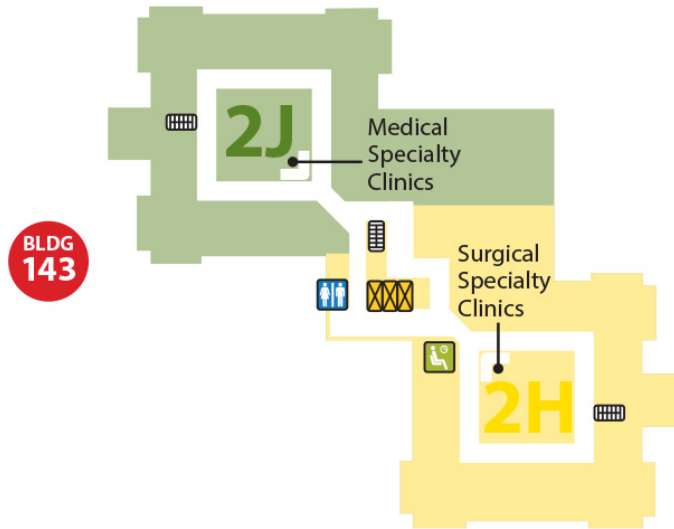 2J
Medical
Specialty
Clinics
BLDG
143
Surgical
Specialty
Clinics
2H